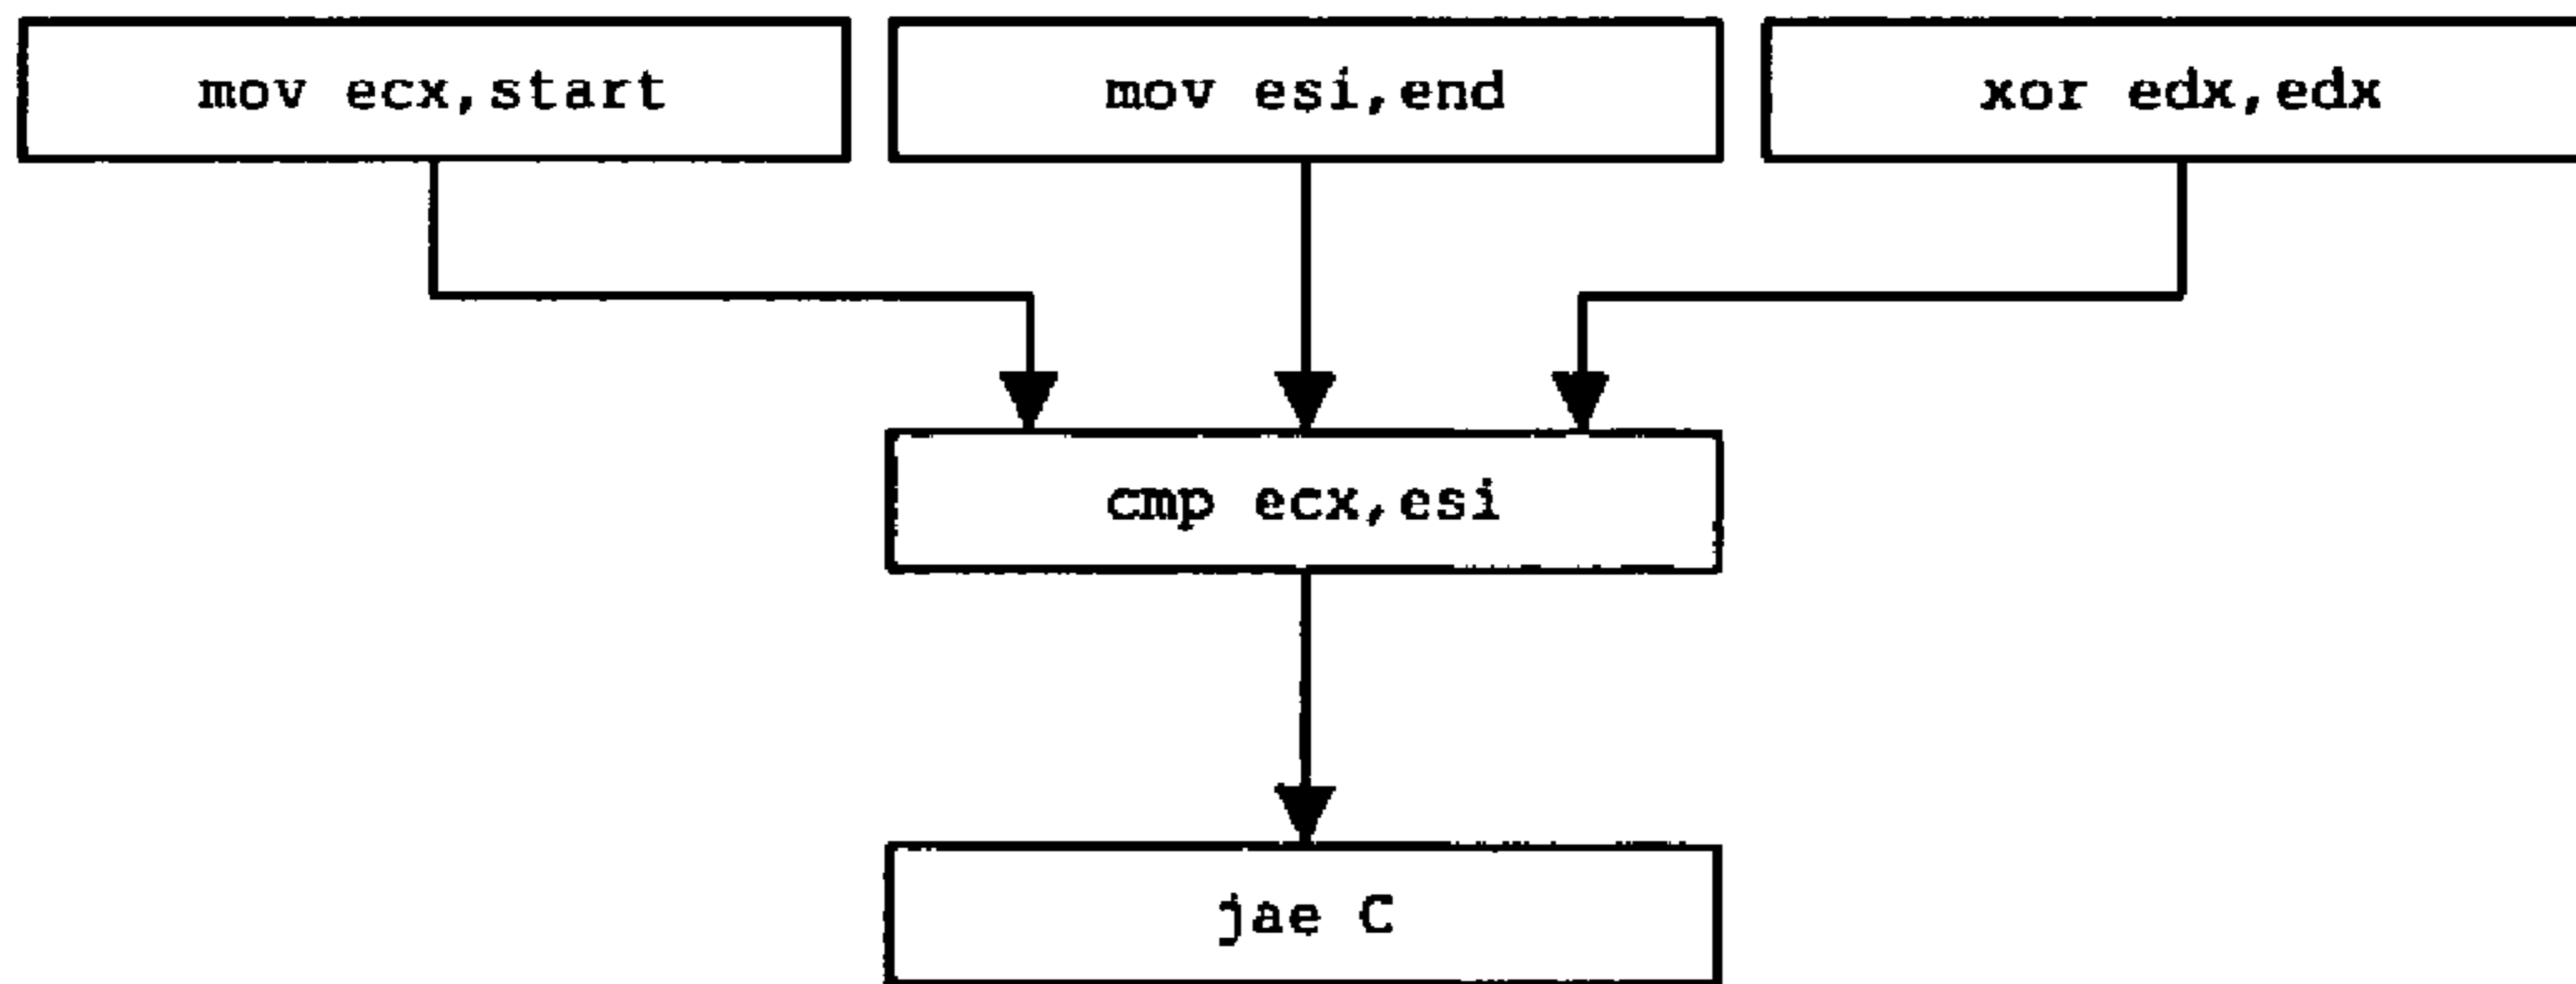 mov ecx,start
mov esi,end
xor edx,edx
cmp ecx,esi
jae C